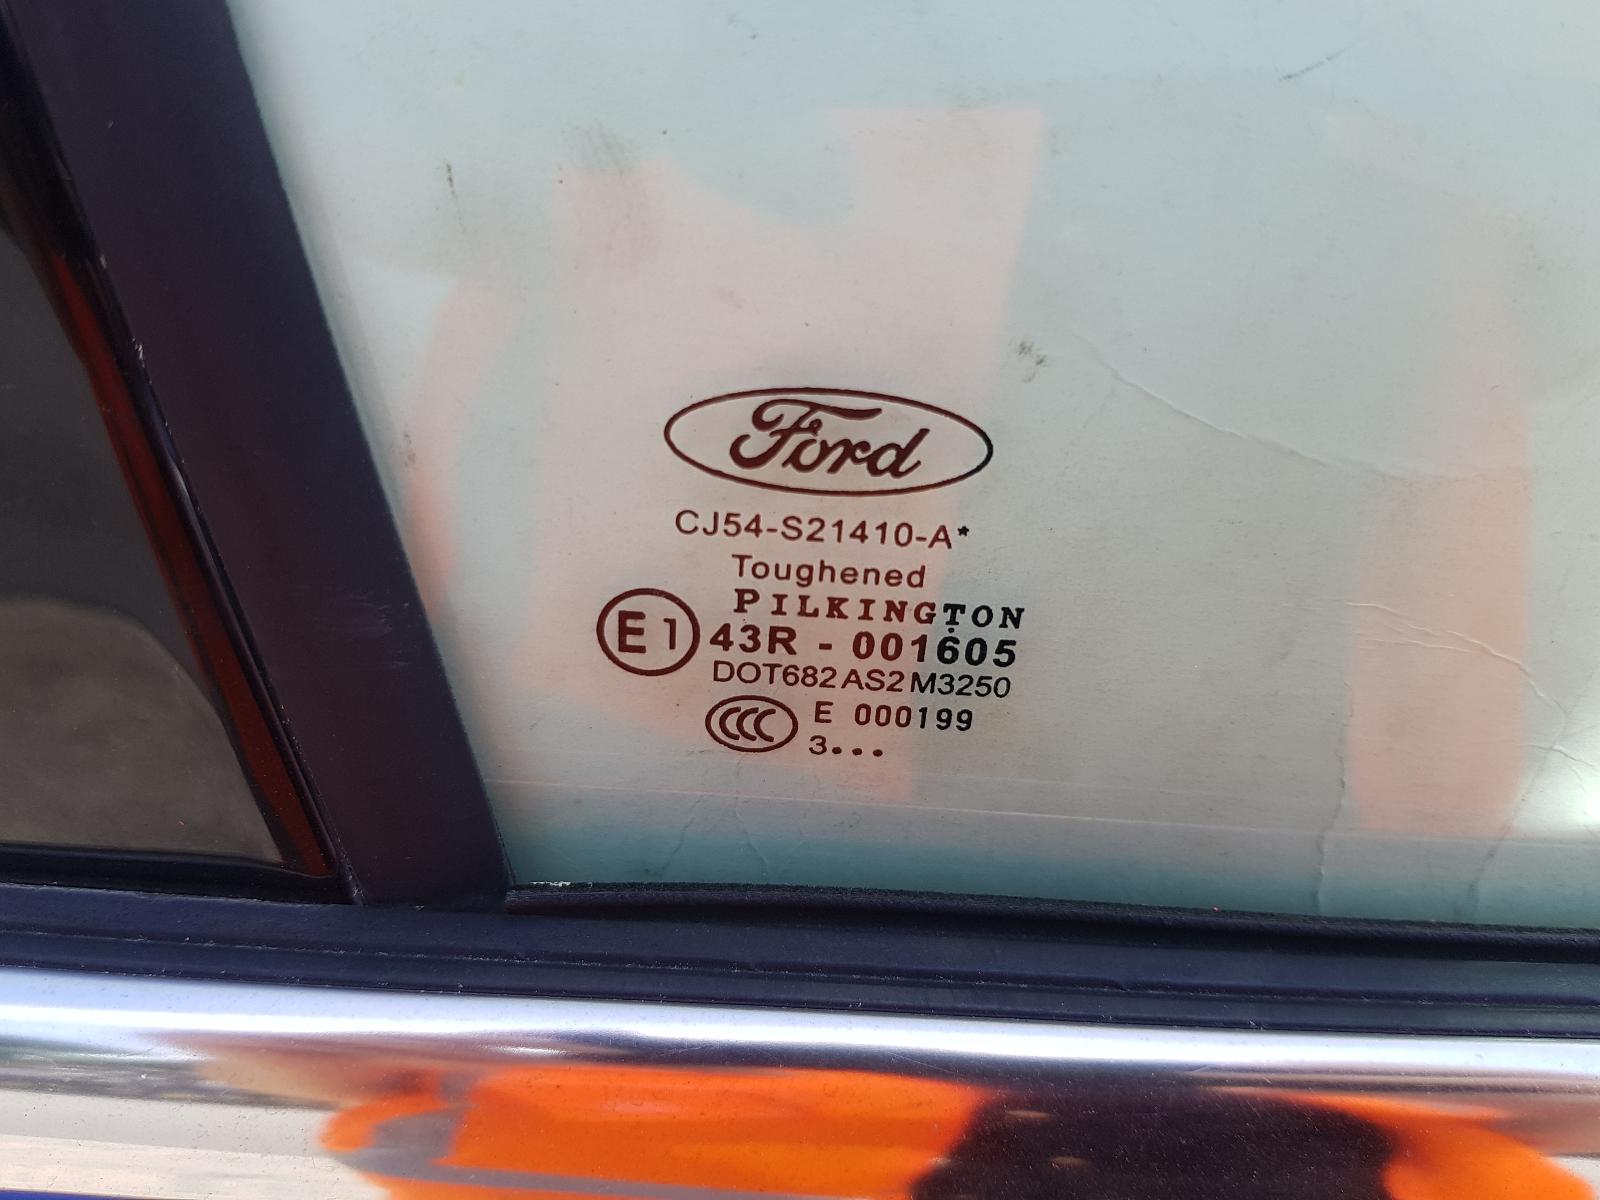 Ford
CJ54-S21410-A*
Toughened
PILKINGTON
E1 43R - 001605
DOT682 AS2 M3250
CCC E 000199
3...